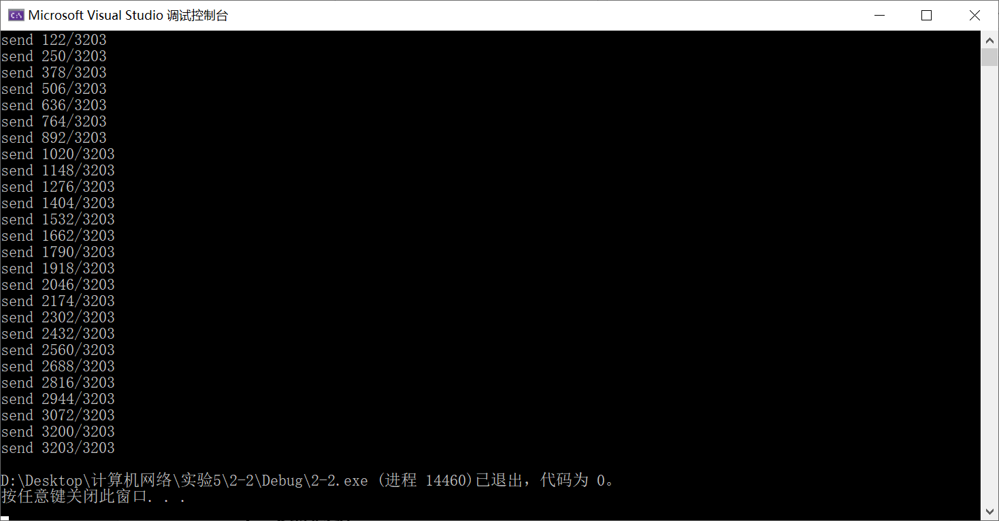 Microsoft Visual Studio 调试控制台
send 122/3203
send 250/3203
send 378/3203
send 506/3203
send 636/3203
send 764/3203
send 892/3203
send 1020/3203
send 1148/3203
send 1276/3203
send 1404/3203
send 1532/3203
send 1662/3203
send 1790/3203
send 1918/3203
send 2046/3203
send 2174/3203
send 2302/3203
send 2432/3203
send 2560/3203
send 2688/3203
send 2816/3203
send 2944/3203
send 3072/3203
send 3200/3203
send 3203/3203
D:\Desktop\计算机网络\实验5\2-2\Debug\2-2.exe (进程 14460)已退出，代码为 0。
按任意键关闭此窗口. . .